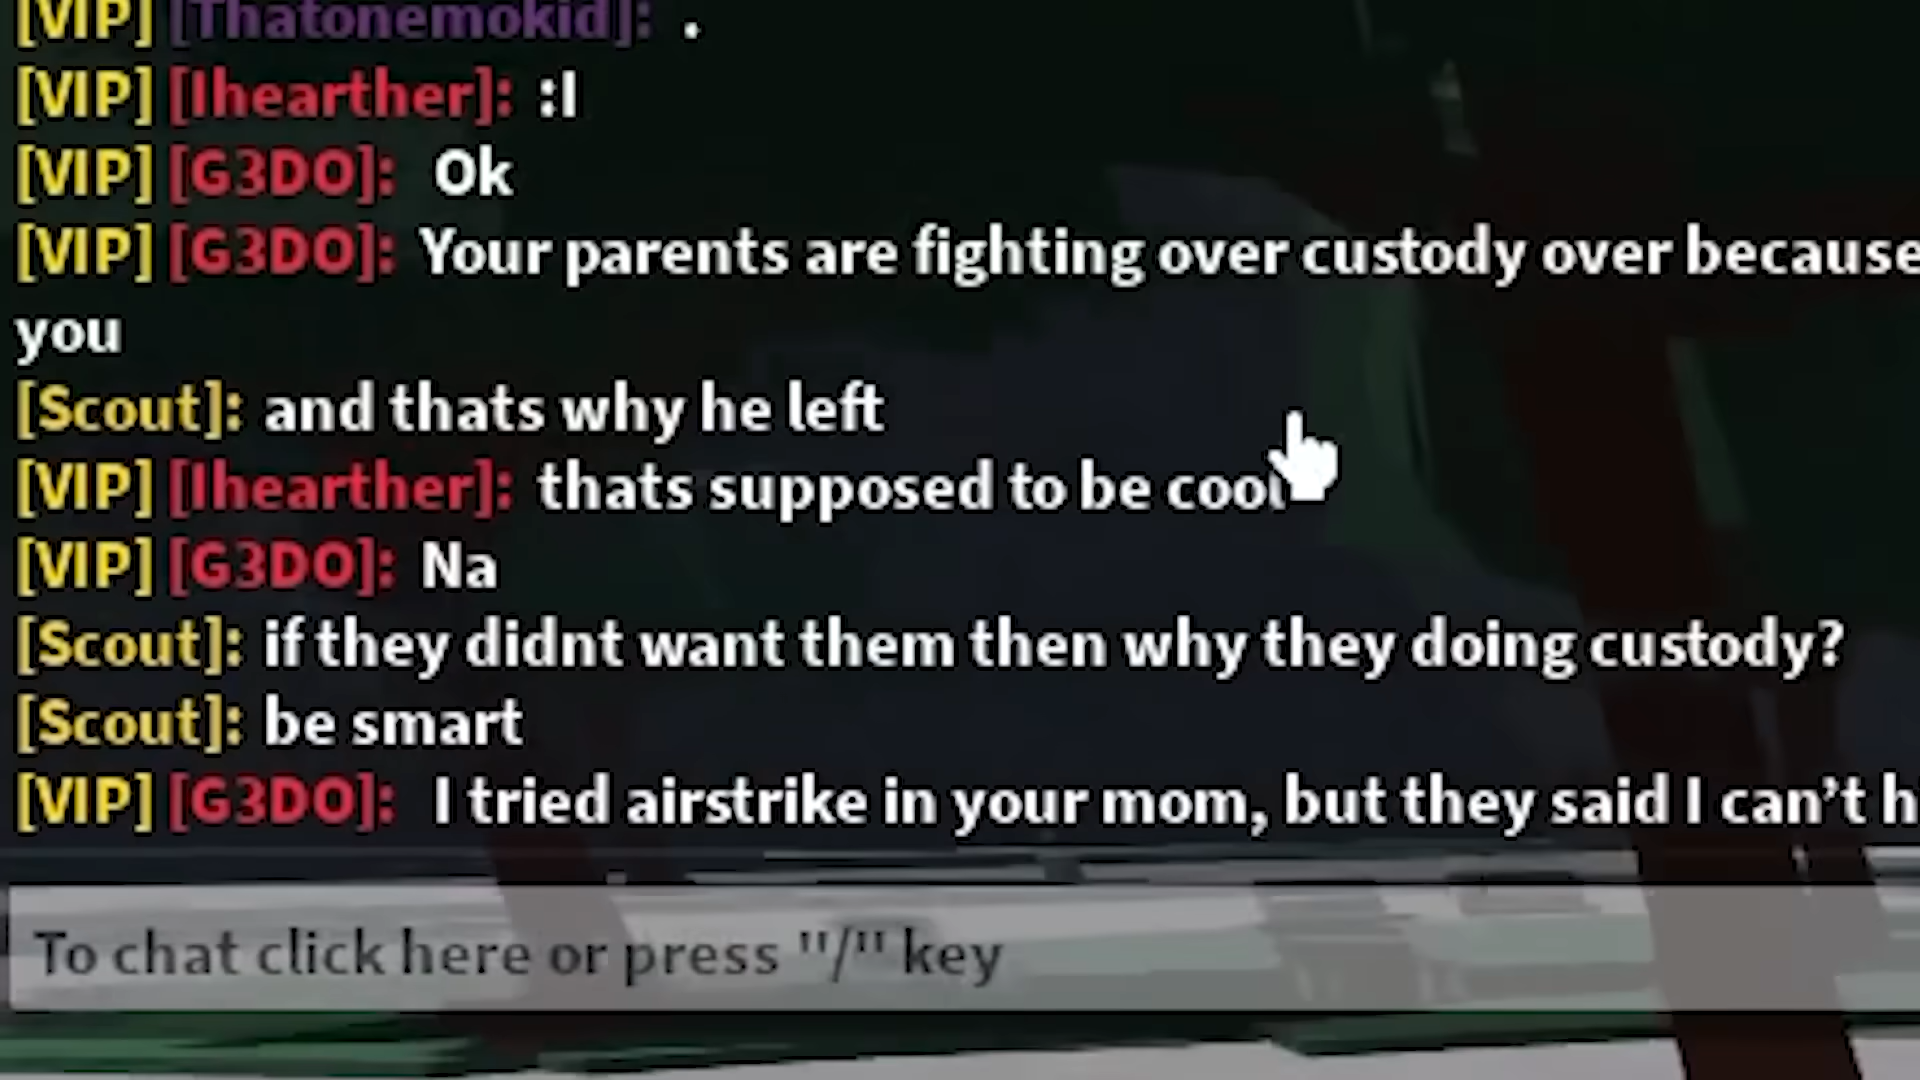 [VIP] [Thatonemokid]: .
[VIP] [Ihearther]: :I
[VIP] [G3DO]: Ok
[VIP] [G3DO]: Your parents are fighting over custody over because
you
[Scout]: and thats why he left
[VIP] [Ihearther]: thats supposed to be cool
[VIP] [G3DO]: Na
[Scout]: if they didnt want them then why they doing custody?
[Scout]: be smart
[VIP] [G3DO]: I tried airstrike in your mom, but they said I can’t
To chat click here or press "/" key